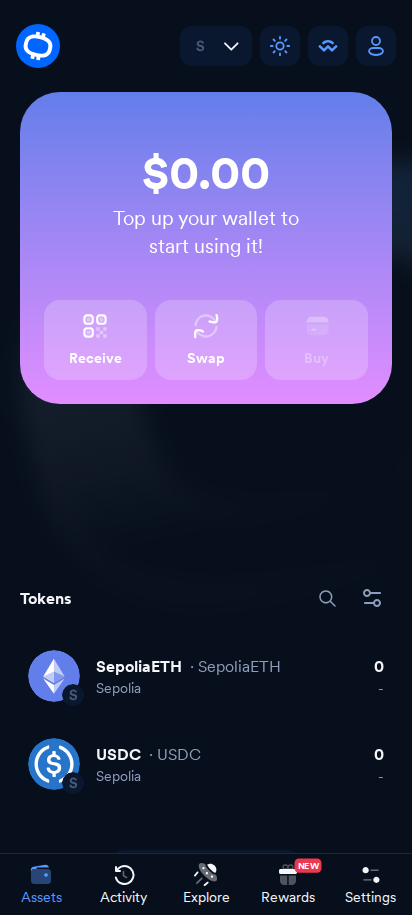 S
$0.00
Top up your wallet to
start using it!
Receive Swap Buy
Tokens
SepoliaETH · SepoliaETH 0
Sepolia -
S
USDC · USDC 0
Sepolia -
S
NEW
Assets Activity Explore Rewards Settings